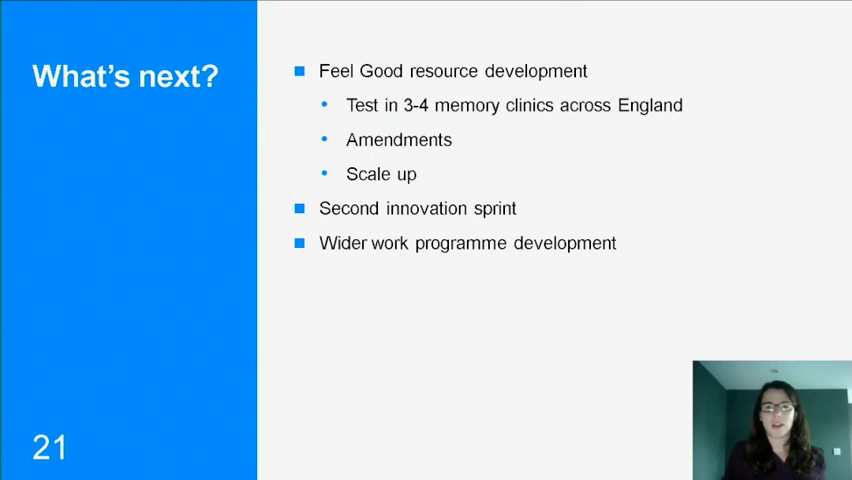 What's next?
Feel Good resource development
Test in 3-4 memory clinics across England
Amendments
Scale up
Second innovation sprint
Wider work programme development
21